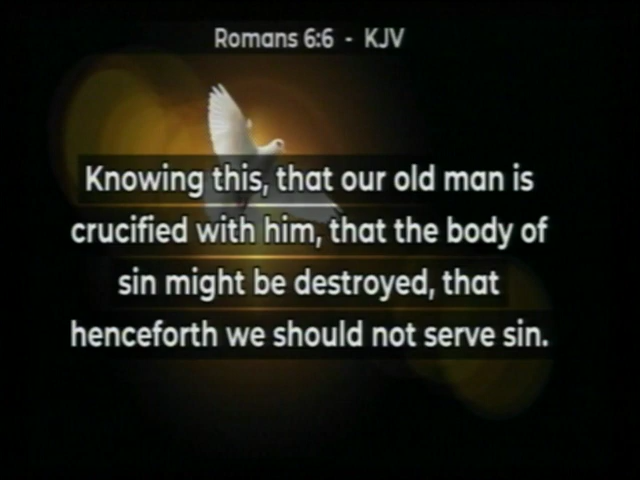 Romans 6:6 - KJV
Knowing this, that our old man is
crucified with him, that the body of
sin might be destroyed, that
henceforth we should not serve sin.